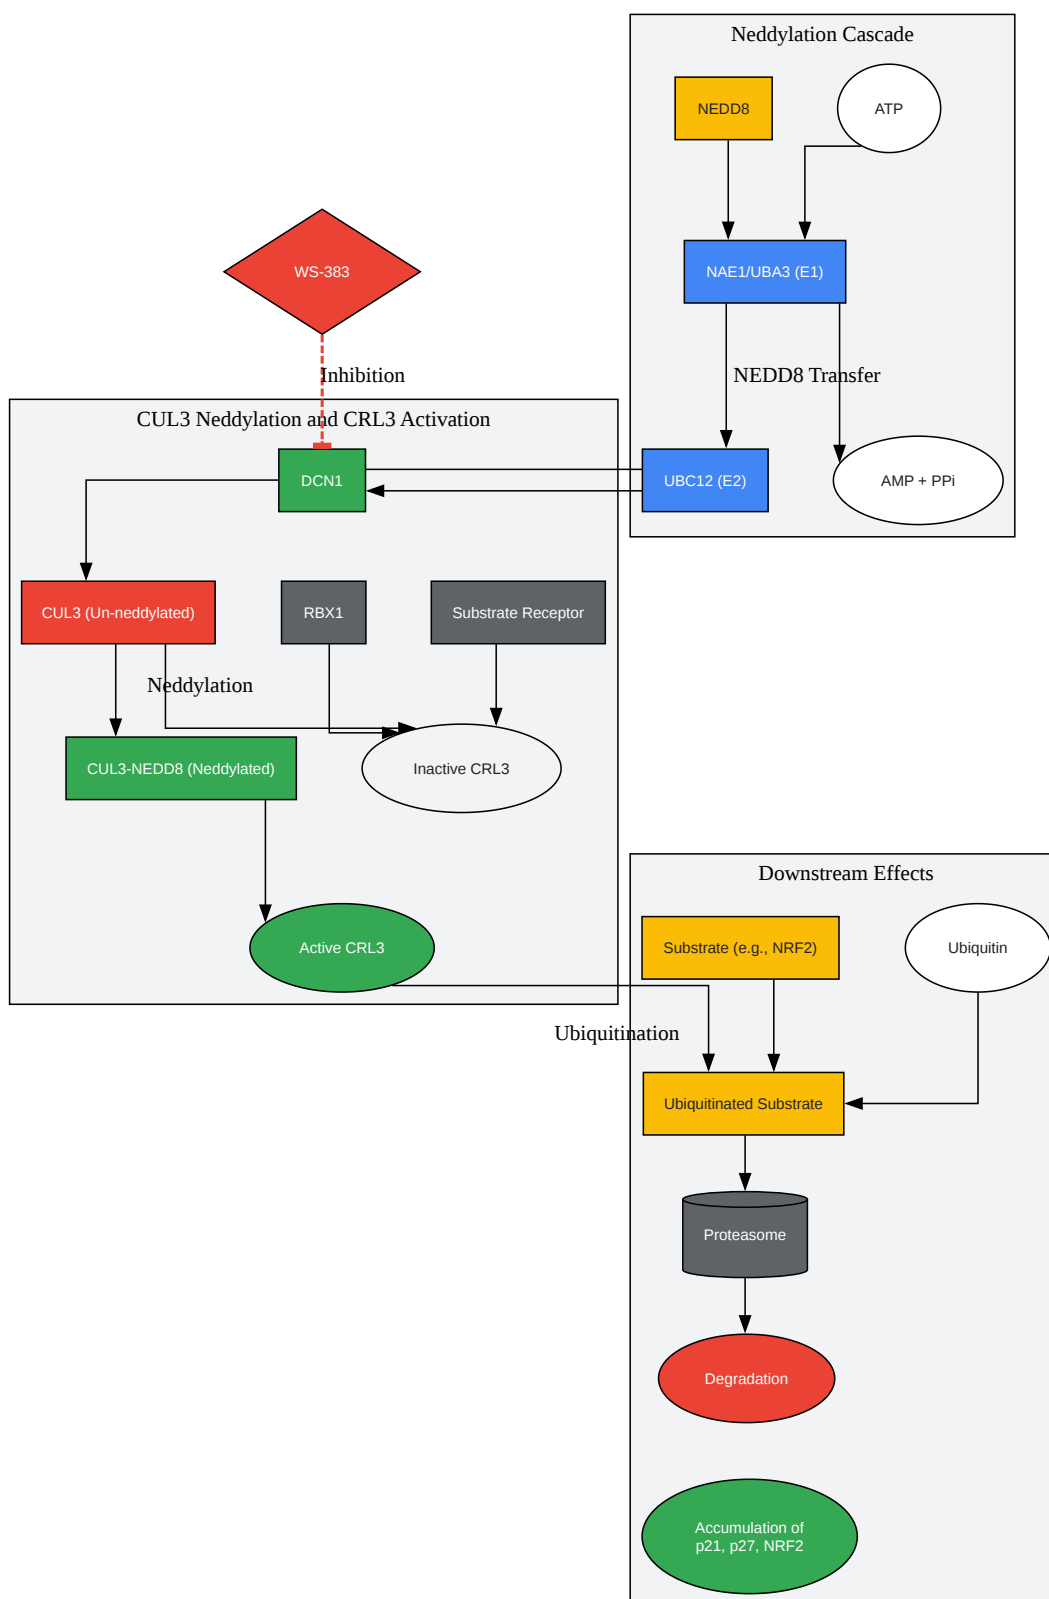 Neddylation Cascade
NEDD8
ATP
WS-383
NAE1/UBA3 (E1)
Inhibition
NEDD8 Transfer
CUL3 Neddylation and CRL3 Activation
DCN1
UBC12 (E2)
AMP + PPi
CUL3 (Un-neddylated)
RBX1
Substrate Receptor
Neddylation
CUL3-NEDD8 (Neddylated)
Inactive CRL3
Downstream Effects
Active CRL3
Substrate (e.g., NRF2)
Ubiquitin
Ubiquitination
Ubiquitinated Substrate
Proteasome
Degradation
Accumulation of
p21, p27, NRF2